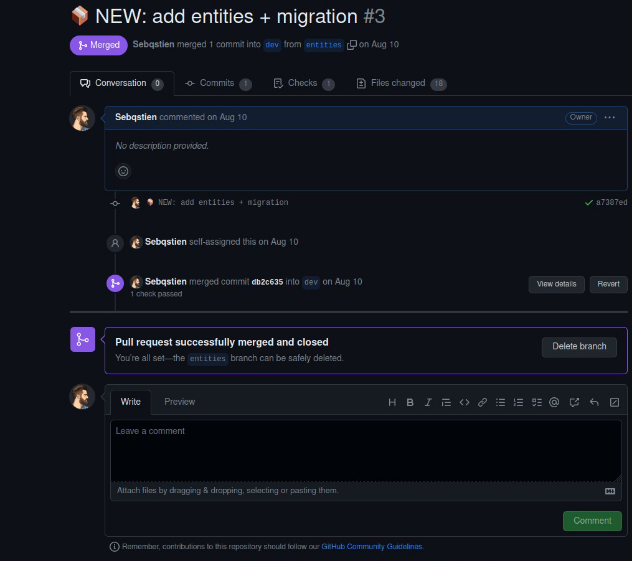 NEW: add entities + migration #3
Merged Sebqstien merged 1 commit into dev from entities on Aug 10
Conversation 0 Commits 1 Checks 1 Files changed 18
Sebqstien commented on Aug 10 Owner
No description provided.
NEW: add entities + migration a7387ed
Sebqstien self-assigned this on Aug 10
Sebqstien merged commit db2c635 into dev on Aug 10 View details Revert
1 check passed
Pull request successfully merged and closed
You're all set—the entities branch can be safely deleted. Delete branch
Write Preview
Leave a comment
Attach files by dragging & dropping, selecting or pasting them.
Comment
Remember, contributions to this repository should follow our GitHub Community Guidelines.